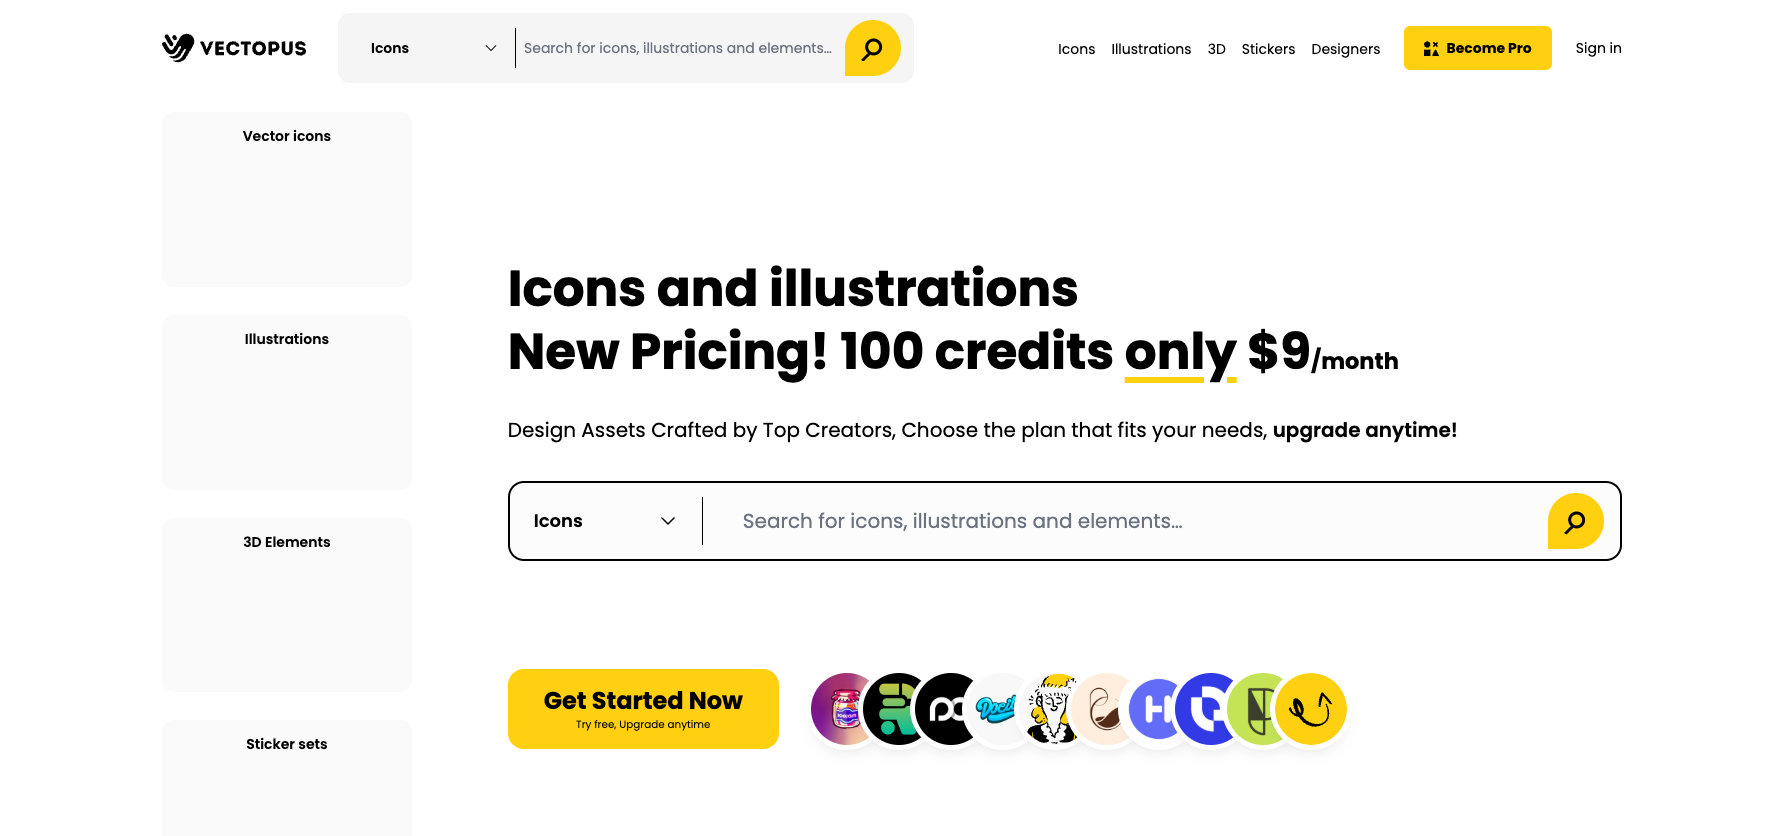 VECTOPUS
Icons
Search for icons, illustrations and elements...
Icons
Illustrations
3D
Stickers
Designers
Become Pro
Sign in
Vector icons
Illustrations
3D Elements
Sticker sets
Icons and illustrations
New Pricing! 100 credits only $9/month
Design Assets Crafted by Top Creators, Choose the plan that fits your needs, upgrade anytime!
Icons
Search for icons, illustrations and elements...
Get Started Now
Try free, Upgrade anytime